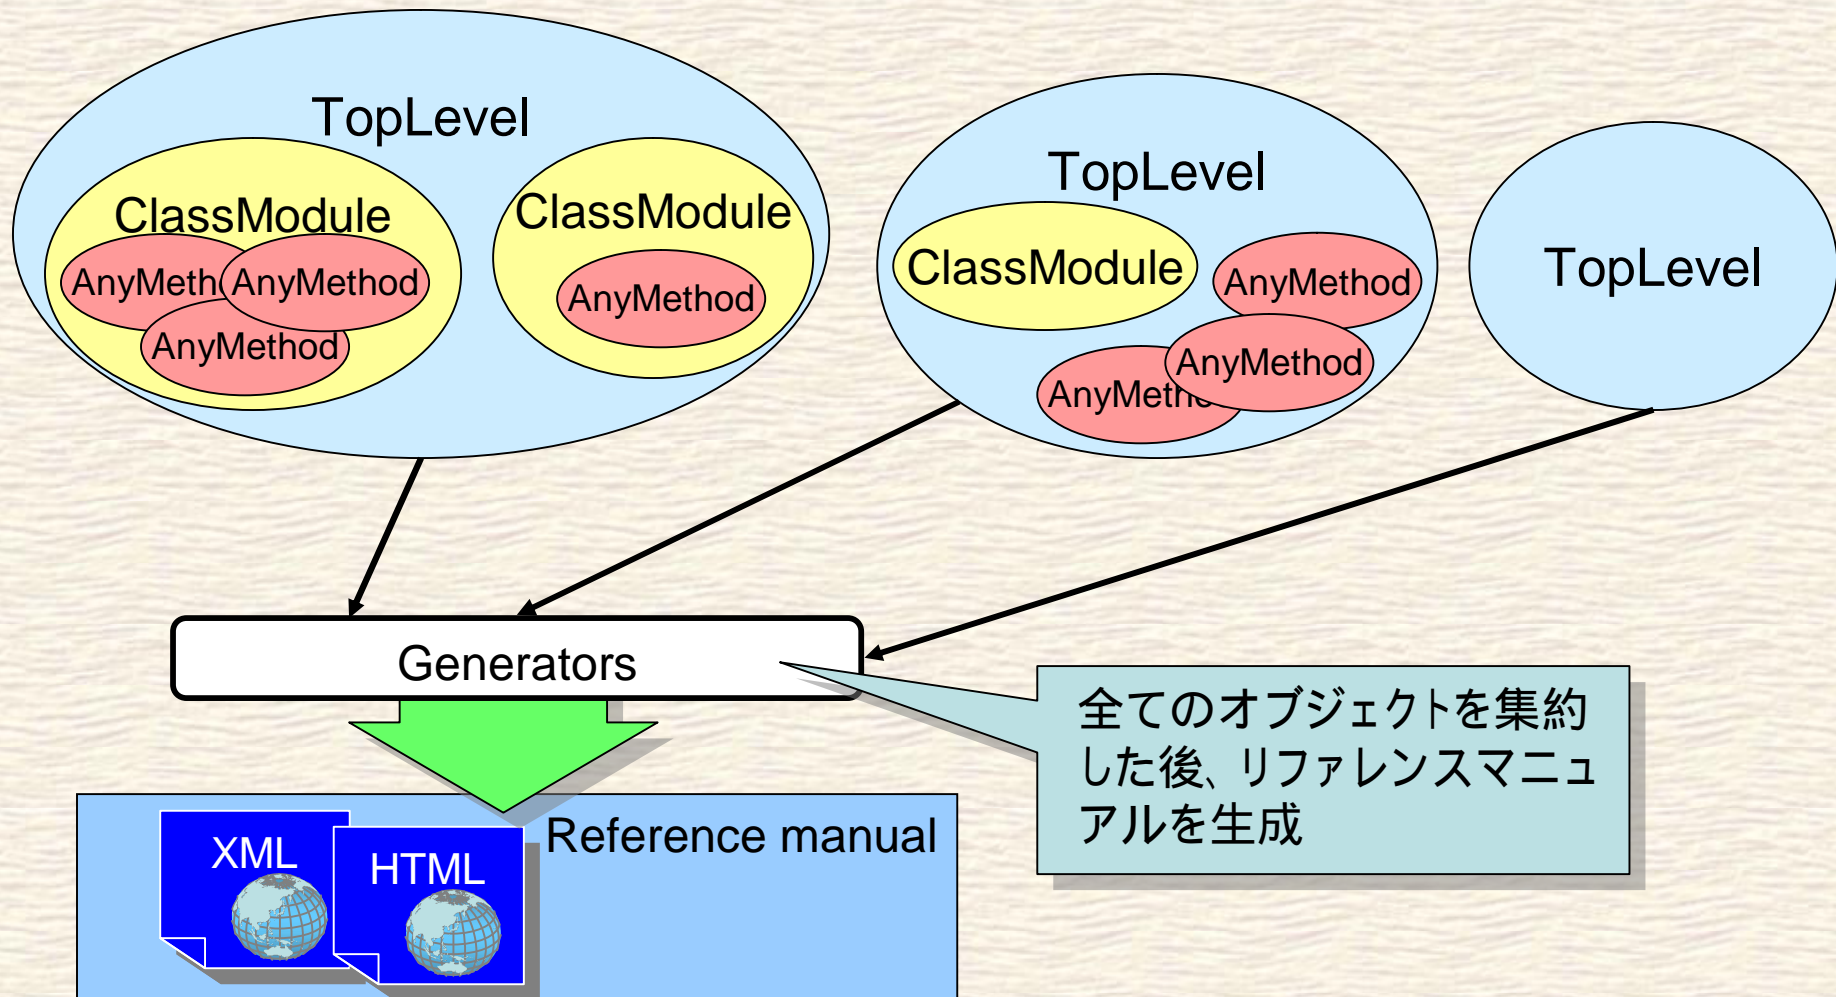 TopLevel
ClassModule
AnyMetho
AnyMethod
AnyMethod
ClassModule
AnyMethod
TopLevel
ClassModule
AnyMethod
AnyMethod
AnyMetho
TopLevel
Generators
全てのオブジェクトを集約
した後、リファレンスマニュ
アルを生成
Reference manual
XML
HTML